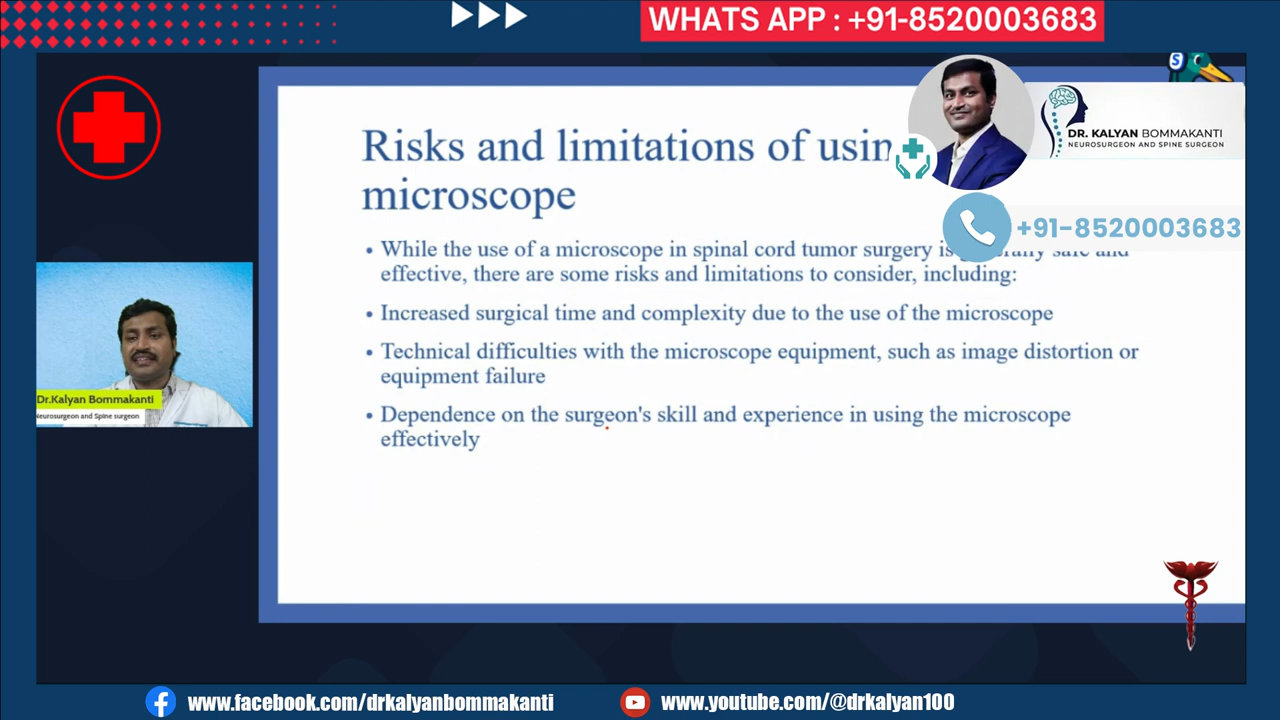 WHATS APP : +91-8520003683
S
DR. KALYAN BOMMAKANTI
NEUROSURGEON AND SPINE SURGEON
+91-8520003683
Risks and limitations of usin
microscope
• While the use of a microscope in spinal cord tumor surgery is generally safe and
effective, there are some risks and limitations to consider, including:
• Increased surgical time and complexity due to the use of the microscope
• Technical difficulties with the microscope equipment, such as image distortion or
equipment failure
• Dependence on the surgeon's skill and experience in using the microscope
effectively
Dr.Kalyan Bommakanti
Neurosurgeon and Spine surgeon
www.facebook.com/drkalyanbommakanti
www.youtube.com/@drkalyan100